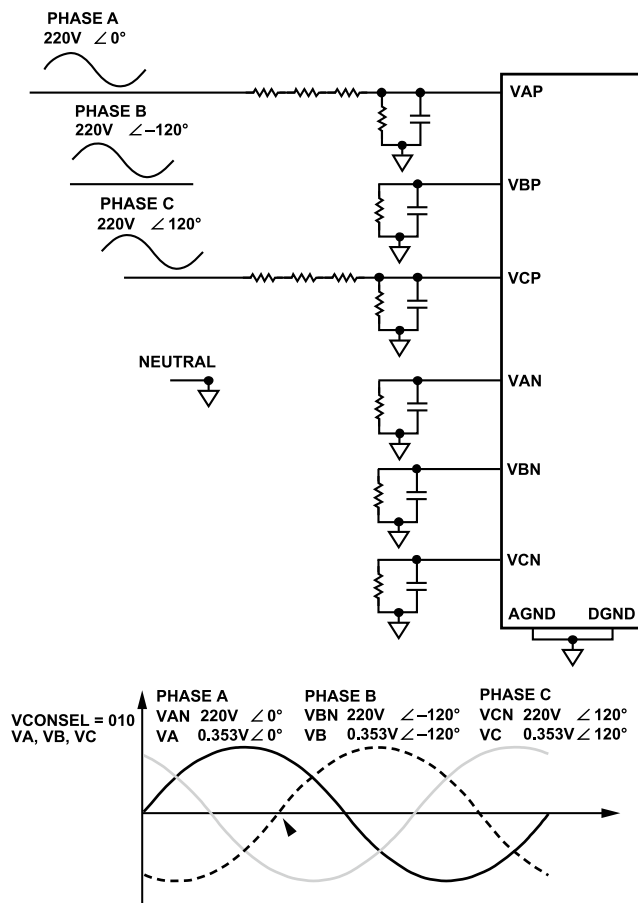 PHASE A
220V ∠0°
VAP
PHASE B
220V ∠–120°
VBP
PHASE C
220V ∠120°
VCP
NEUTRAL
VAN
VBN
VCN
AGND DGND
VCONSEL = 010
VA, VB, VC
PHASE A
VAN 220V ∠0°
VA 0.353V∠0°
PHASE B
VBN 220V ∠–120°
VB 0.353V∠–120°
PHASE C
VCN 220V ∠120°
VC 0.353V∠120°